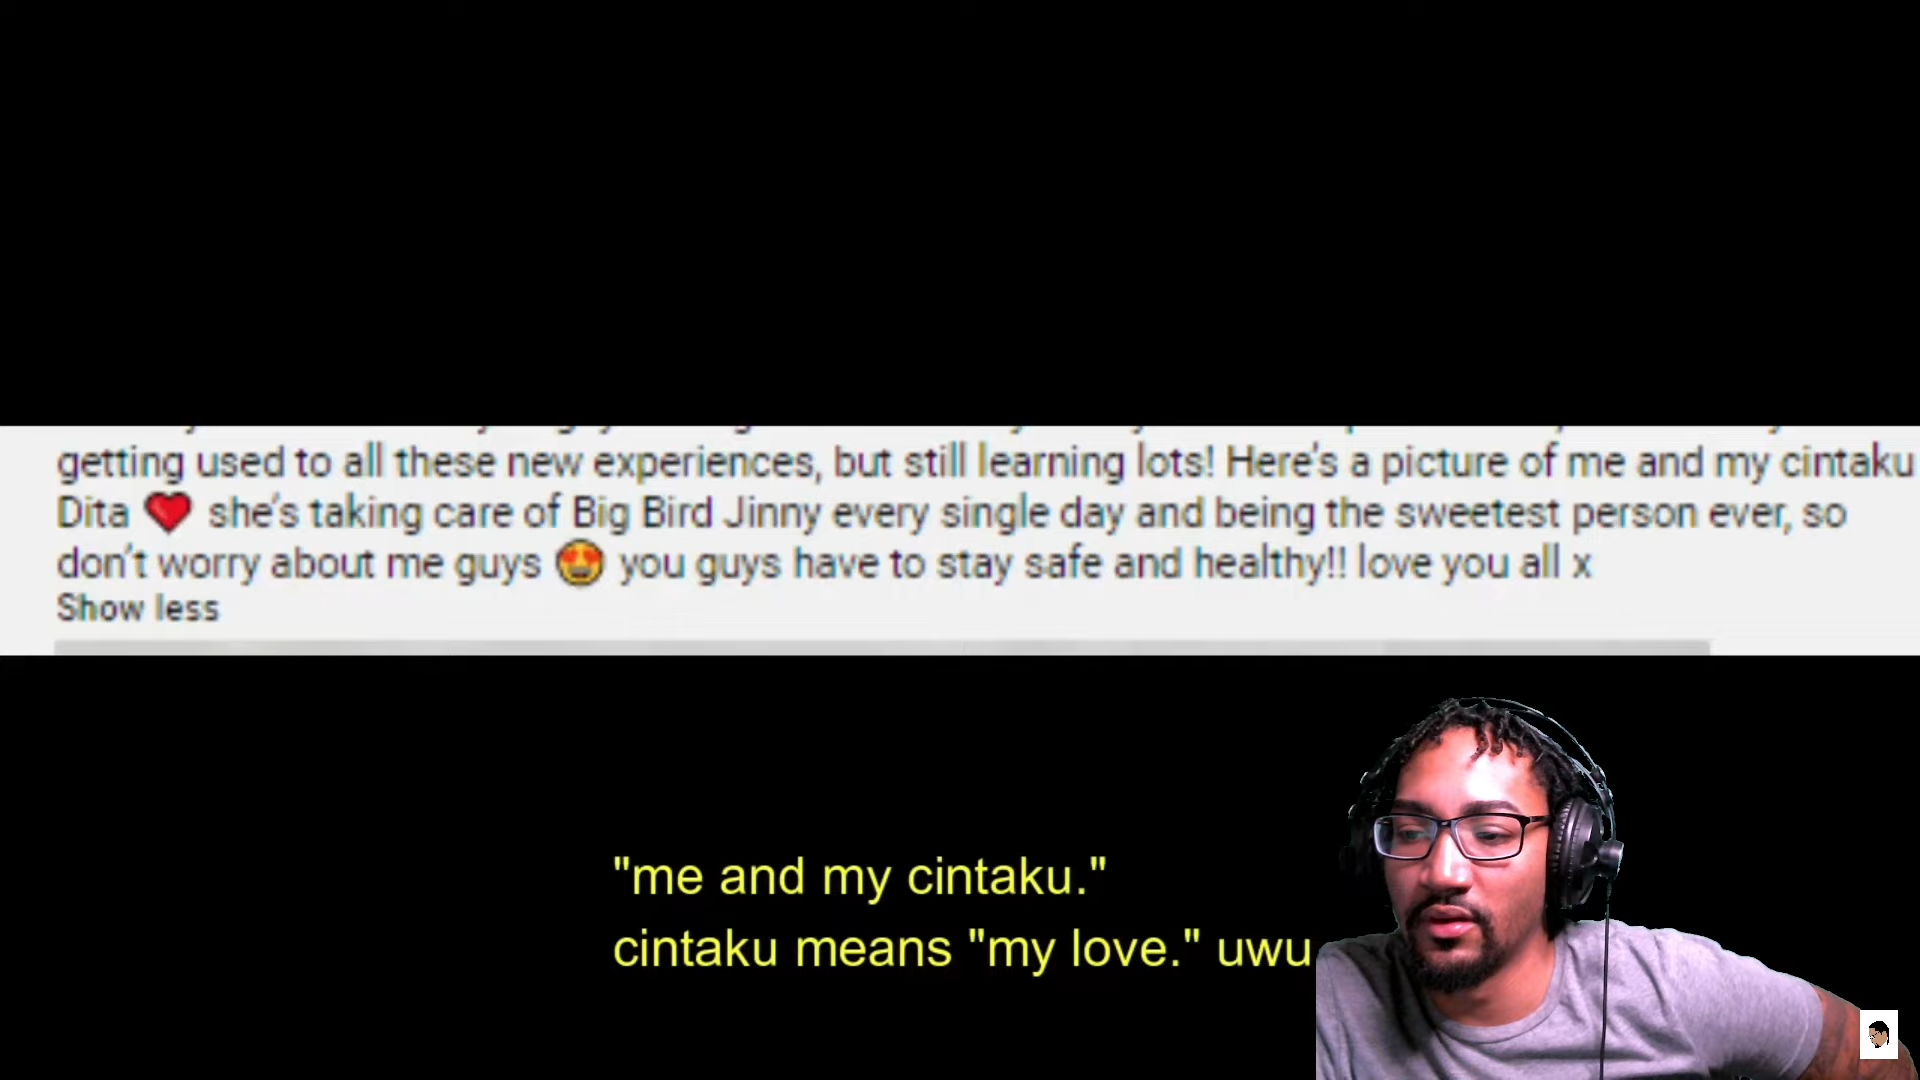 getting used to all these new experiences, but still learning lots! Here's a picture of me and my cintaku
Dita ❤️ she's taking care of Big Bird Jinny every single day and being the sweetest person ever, so
don't worry about me guys 🤩 you guys have to stay safe and healthy!! love you all x
Show less
"me and my cintaku."
cintaku means "my love." uwu